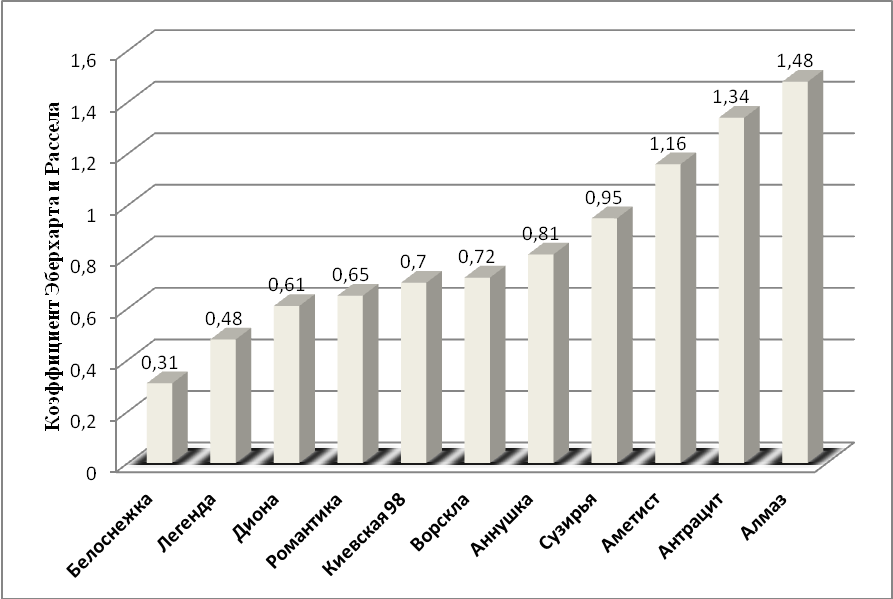 Коэффициент Эберхарта и Рассела
1,6
1,4
1,2
1
0,8
0,6
0,4
0,2
0
0,31
0,48
0,61
0,65
0,7
0,72
0,81
0,95
1,16
1,34
1,48
Белоснежка
Легенда
Диона
Романтика
Киевская 98
Ворскла
Аннушка
Сузирья
Аметист
Антрацит
Алмаз